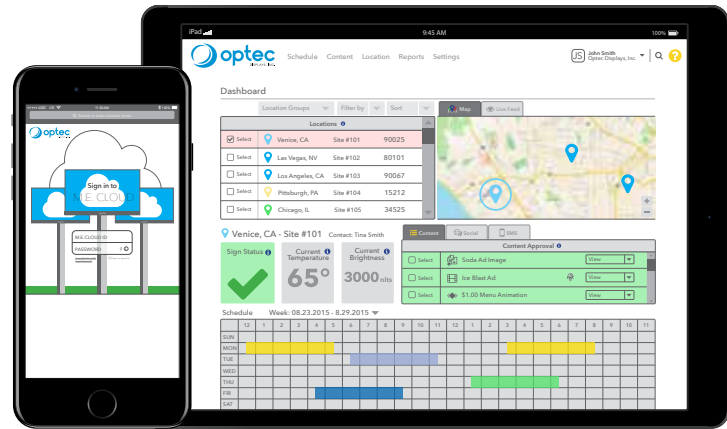 iPad
9:45 AM
100%
optec
Schedule Content Location Reports Settings
JS
John Smith
Optec Displays, Inc.
?
Dashboard
Location Groups Filter by Sort
Map Live Feed
Locations
Select Venice, CA Site #101 90025
Select Las Vegas, NV Site #102 80101
Select Los Angeles, CA Site #103 90067
Select Pittsburgh, PA Site #104 15212
Select Chicago, IL Site #105 34525
Venice, CA - Site #101 Contact: Tina Smith
Content Social SMS
Sign Status
Current Temperature
65°
Current Brightness
3000 nits
Content Approval
Select Soda Ad Image View
Select Ice Blast Ad View
Select $1.00 Menu Animation View
Schedule Week: 08.23.2015 - 8.29.2015
12 1 2 3 4 5 6 7 8 9 10 11 12 1 2 3 4 5 6 7 8 9 10 11
SUN
MON
TUE
WED
THU
FRI
SAT
optec
Sign in to
M.E. CLOUD
M.E.CLOUD ID
PASSWORD